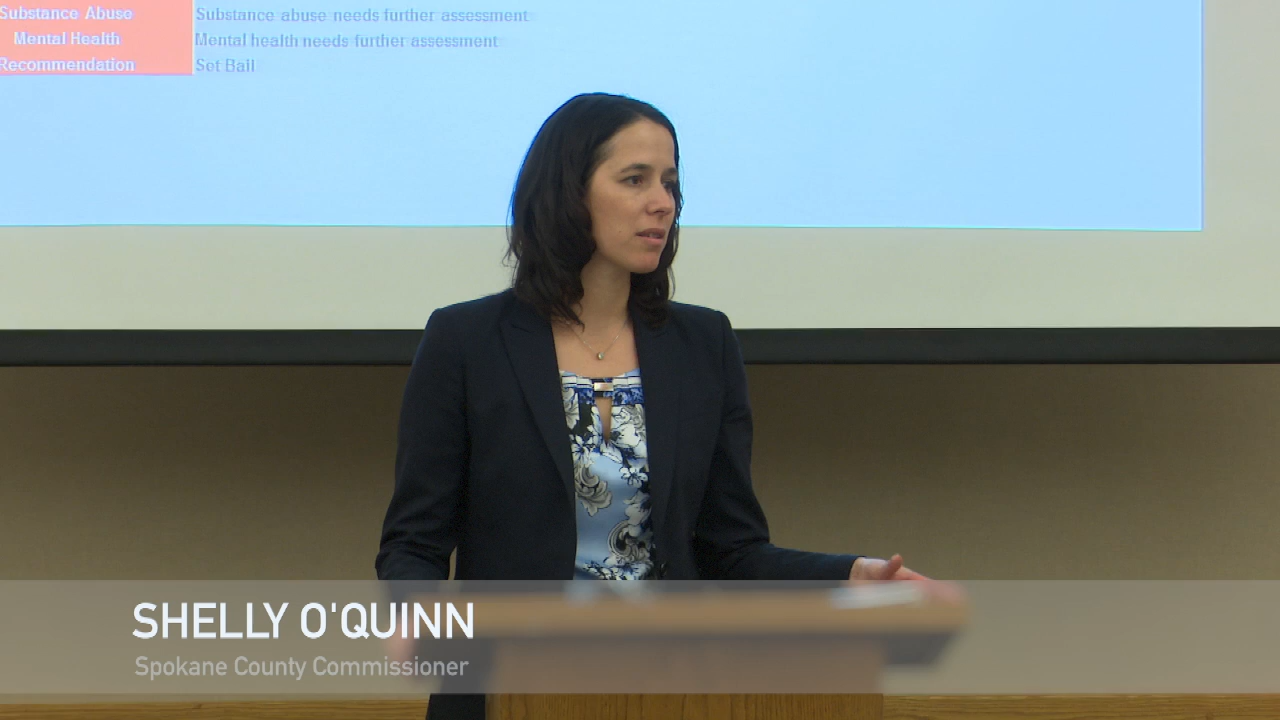 Substance Abuse Substance abuse needs further assessment
Mental Health Mental health needs further assessment
Recommendation Set Bail
SHELLY O'QUINN
Spokane County Commissioner